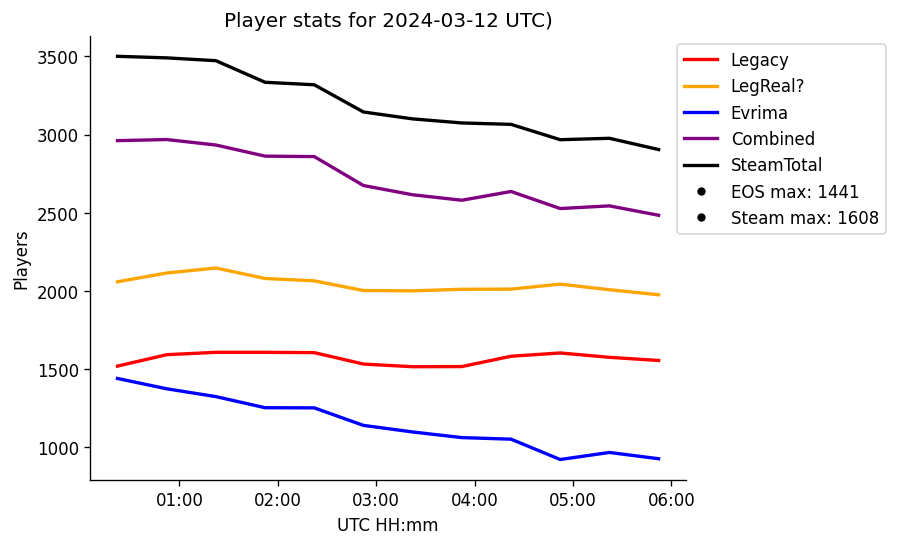 Player stats for 2024-03-12 UTC)
3500
3000
2500
2000
1500
1000
Players
01:00
02:00
03:00
04:00
05:00
06:00
UTC HH:mm
Legacy
LegReal?
Evrima
Combined
SteamTotal
EOS max: 1441
Steam max: 1608